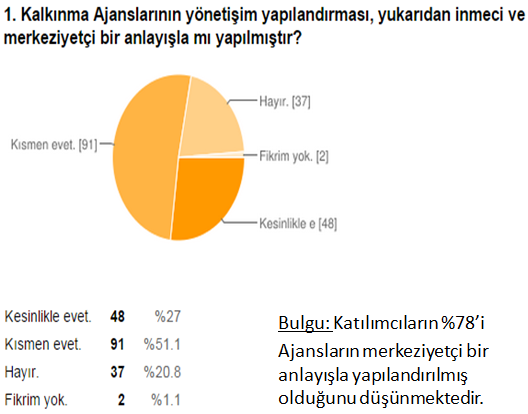 1. Kalkınma Ajanslarının yönetişim yapılandırması, yukarıdan inmeci ve
merkeziyetçi bir anlayışla mı yapılmıştır?
Hayır. [37]
Kısmen evet. [91]
Fikrim yok. [2]
Kesinlikle e [48]
Kesinlikle evet. 48 %27
Kısmen evet. 91 %51.1
Hayır. 37 %20.8
Fikrim yok. 2 %1.1
Bulgu: Katılımcıların %78’i
Ajansların merkeziyetçi bir
anlayışla yapılandırılmış
olduğunu düşünmektedir.